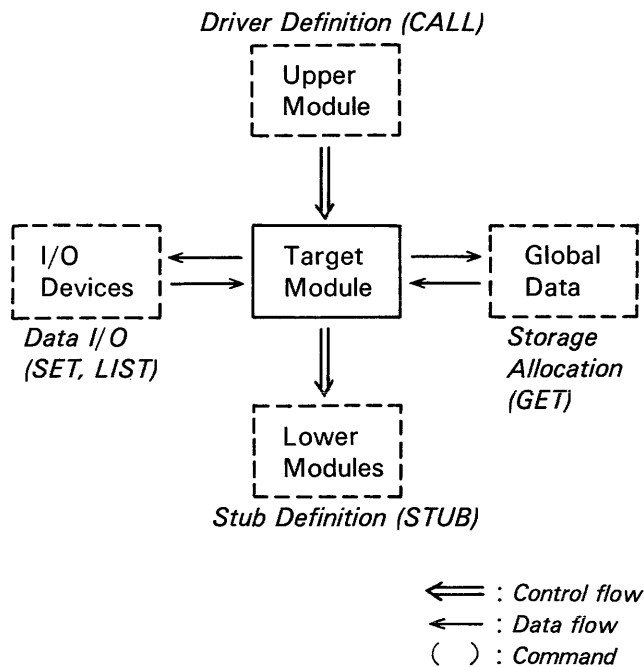 Driver Definition (CALL)
Upper
Module
I/O
Devices
Target
Module
Global
Data
Data I/O
(SET, LIST)
Storage
Allocation
(GET)
Lower
Modules
Stub Definition (STUB)
: Control flow
: Data flow
( ) : Command